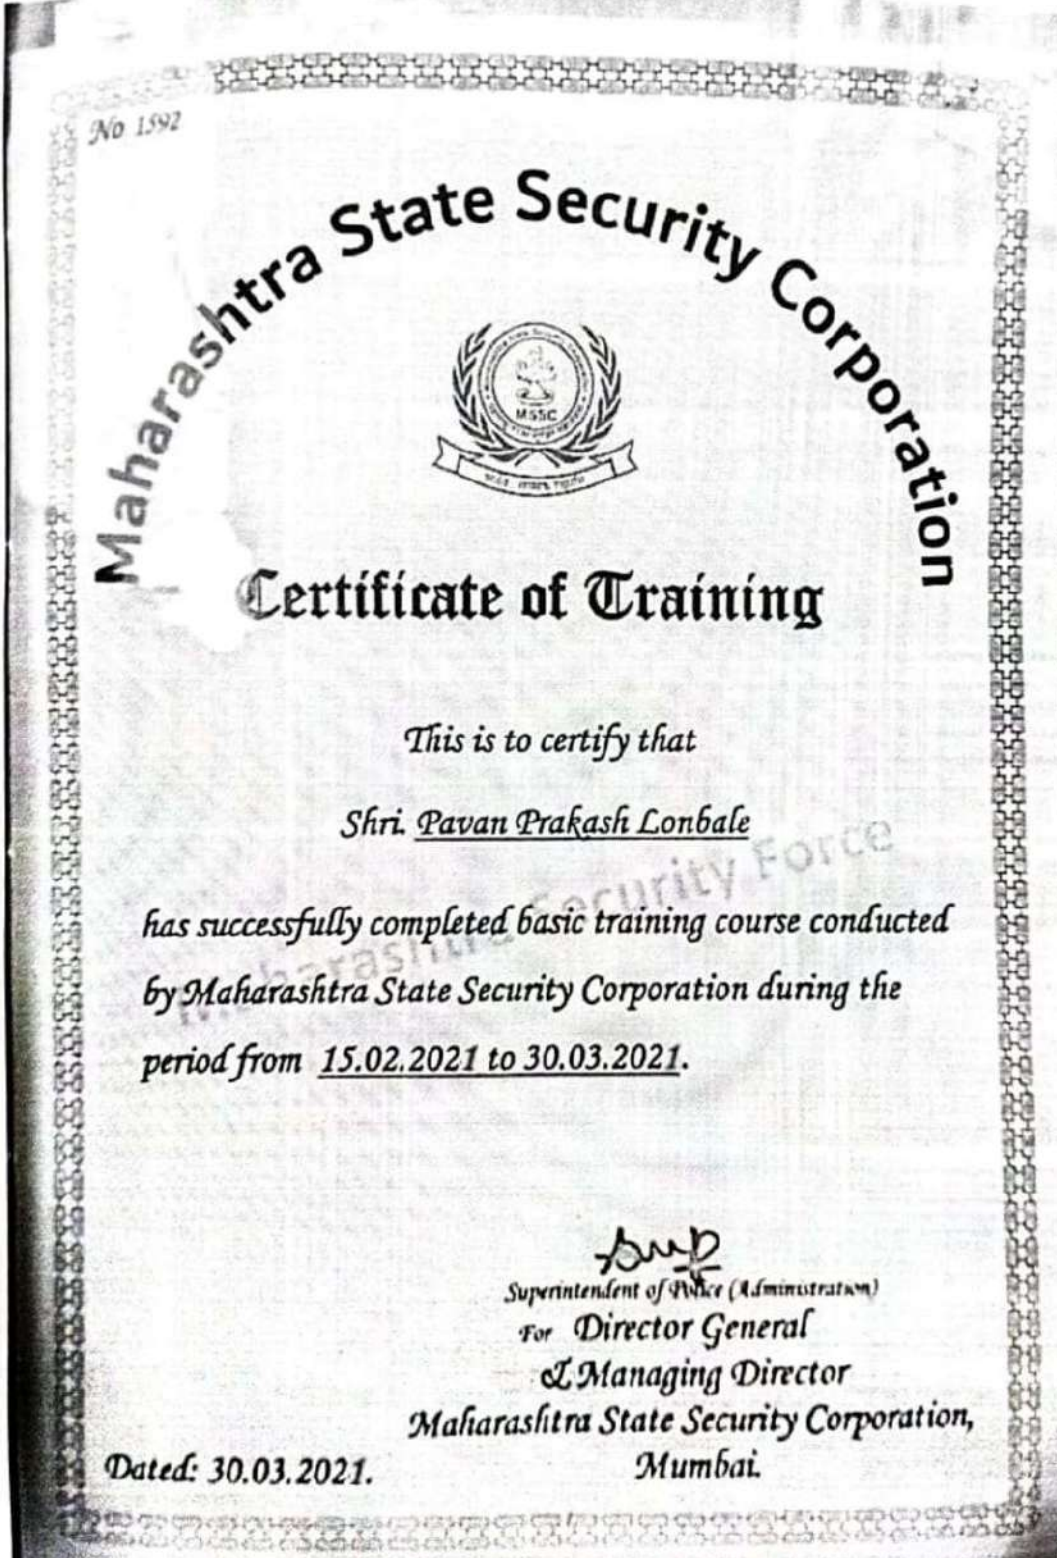 No 1592
Maharashtra State Security Corporation
MSSC
Certificate of Training
This is to certify that
Shri. Pavan Prakash Lonbale
Maharashtra Security Force
has successfully completed basic training course conducted
by Maharashtra State Security Corporation during the
period from 15.02.2021 to 30.03.2021.
Superintendent of Police (Administration)
For Director General
& Managing Director
Maharashtra State Security Corporation,
Mumbai.
Dated: 30.03.2021.